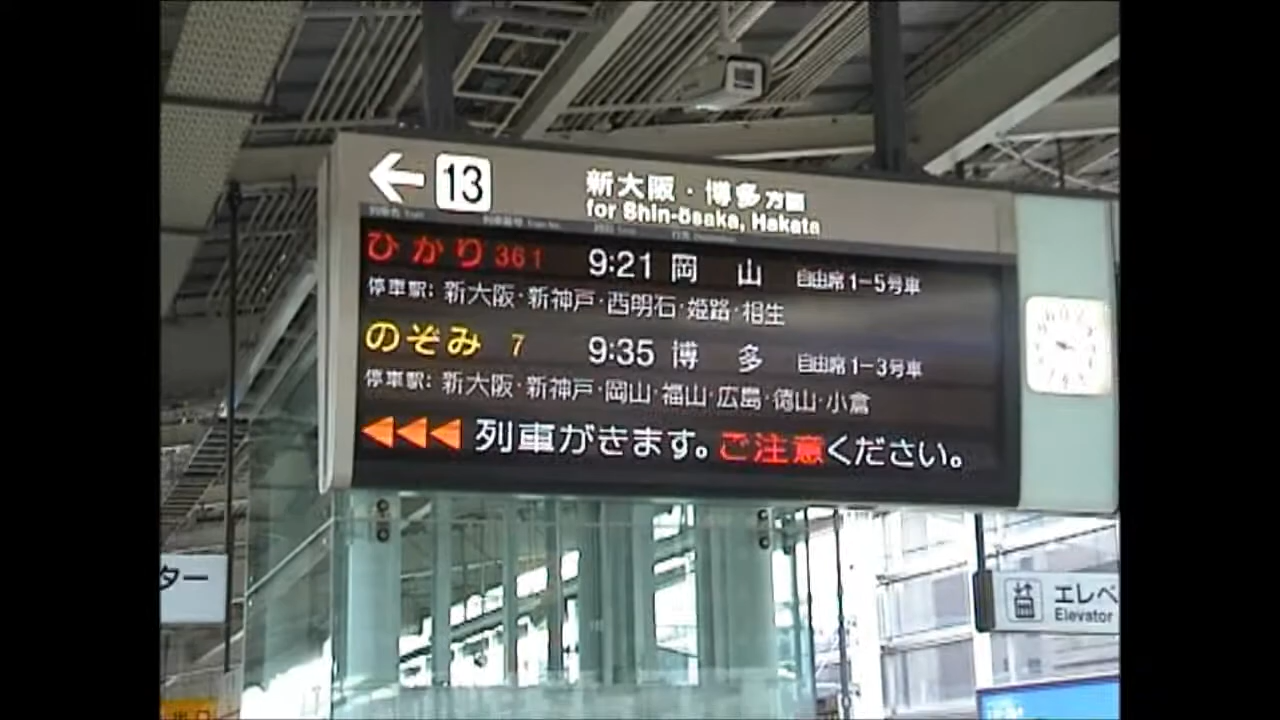 ← 13 新大阪・博多方面
for Shin-ōsaka, Hakata
ひかり 361 9:21 岡山 自由席1-5号車
停車駅: 新大阪・新神戸・西明石・姫路・相生
のぞみ 7 9:35 博多 自由席1-3号車
停車駅: 新大阪・新神戸・岡山・福山・広島・徳山・小倉
列車がきます。ご注意ください。
ター
エレベ
Elevator
出口